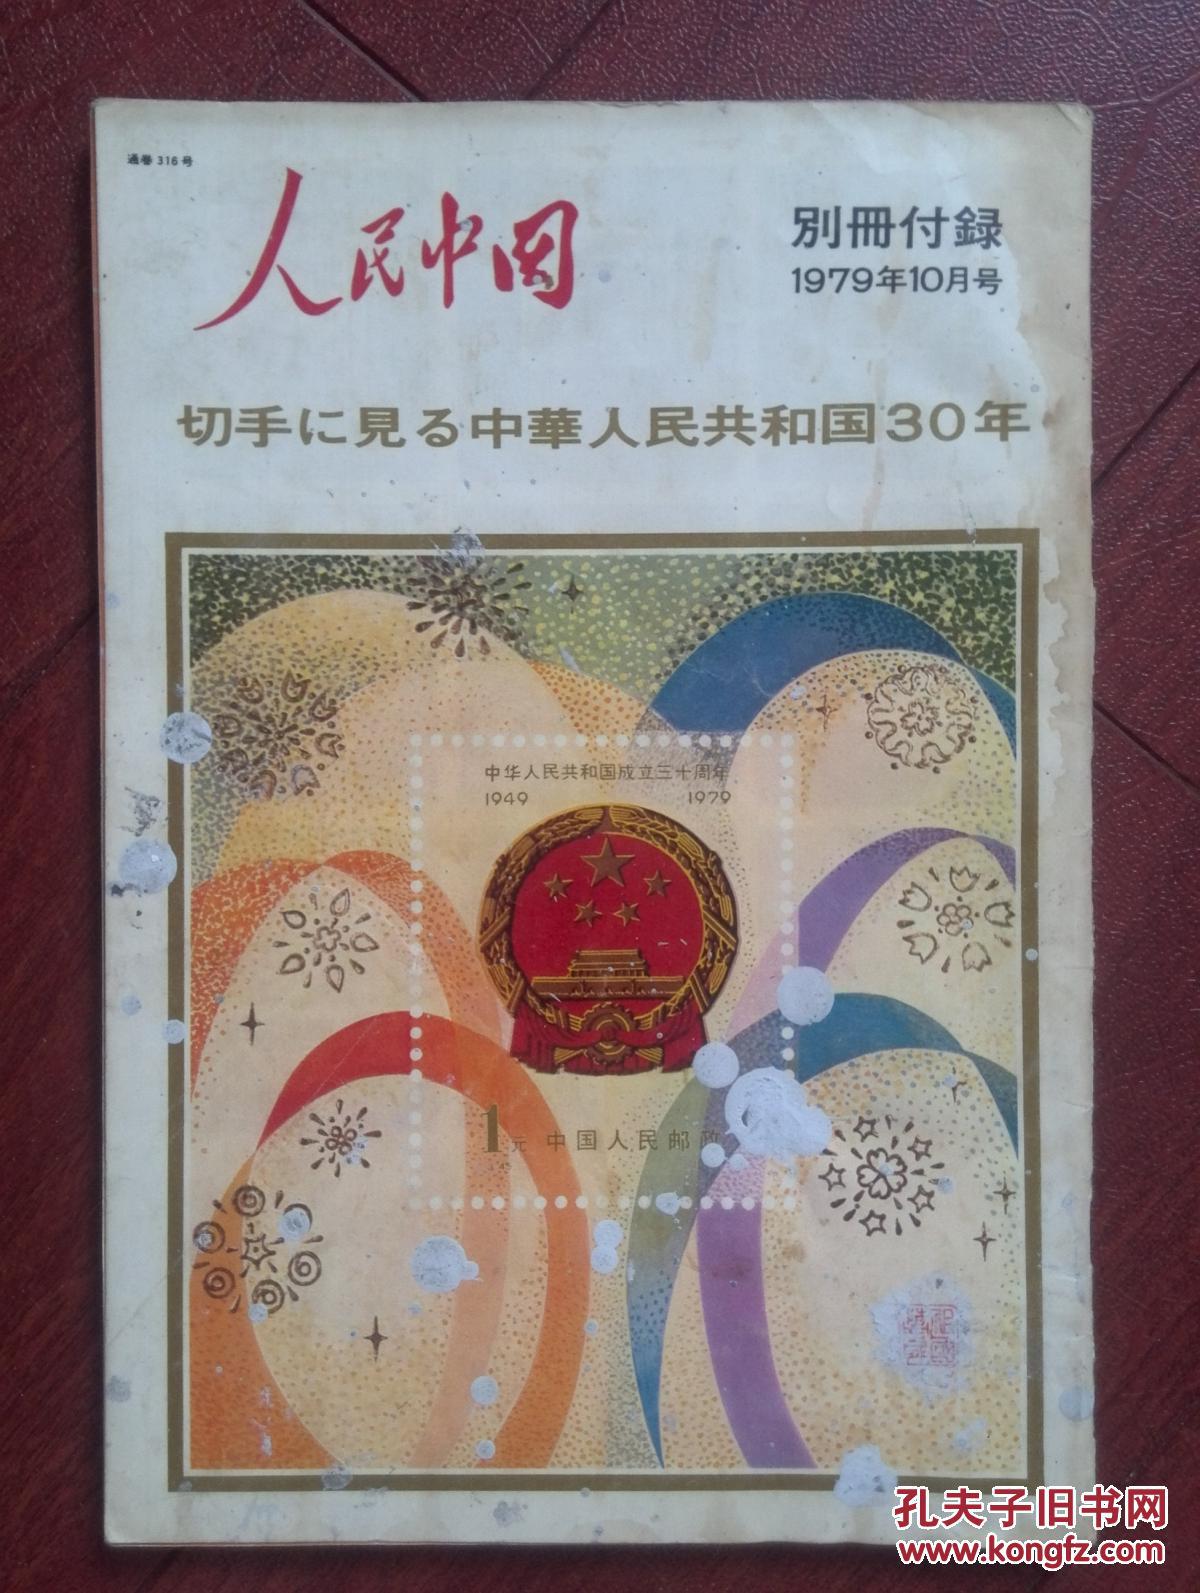 通巻316号
人民中国
別冊付録
1979年10月号
切手に見る中華人民共和国30年
中华人民共和国成立三十周年
1949 1979
1元 中国人民邮政
孔夫子旧书网
www.kongfz.com